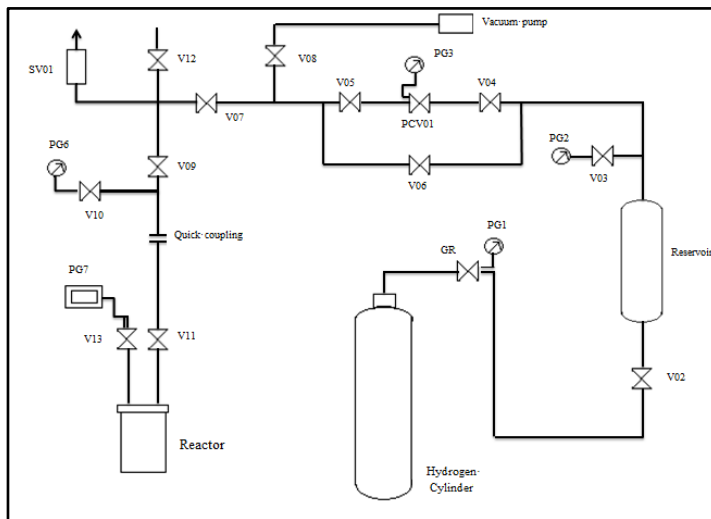 Vacuum·pump
V12
SV01
V08
PG3
V05
V04
V07
PCV01
PG6
V09
PG2
V03
V06
V10
Quick·coupling
PG1
GR
Reservoir
PG7
V13
V11
V02
Reactor
Hydrogen·
Cylinder